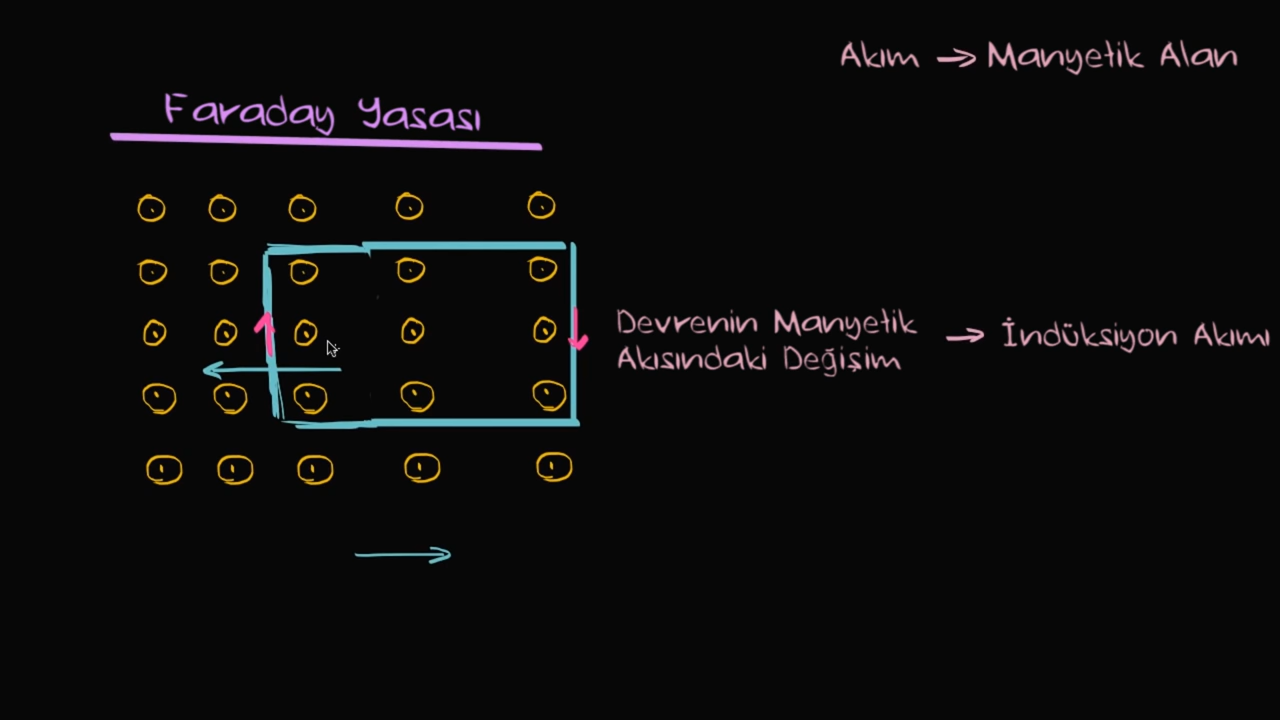 Akım → Manyetik Alan
Faraday Yasası
Devrenin Manyetik
Akısındaki Değişim
→ İndüksiyon Akımı